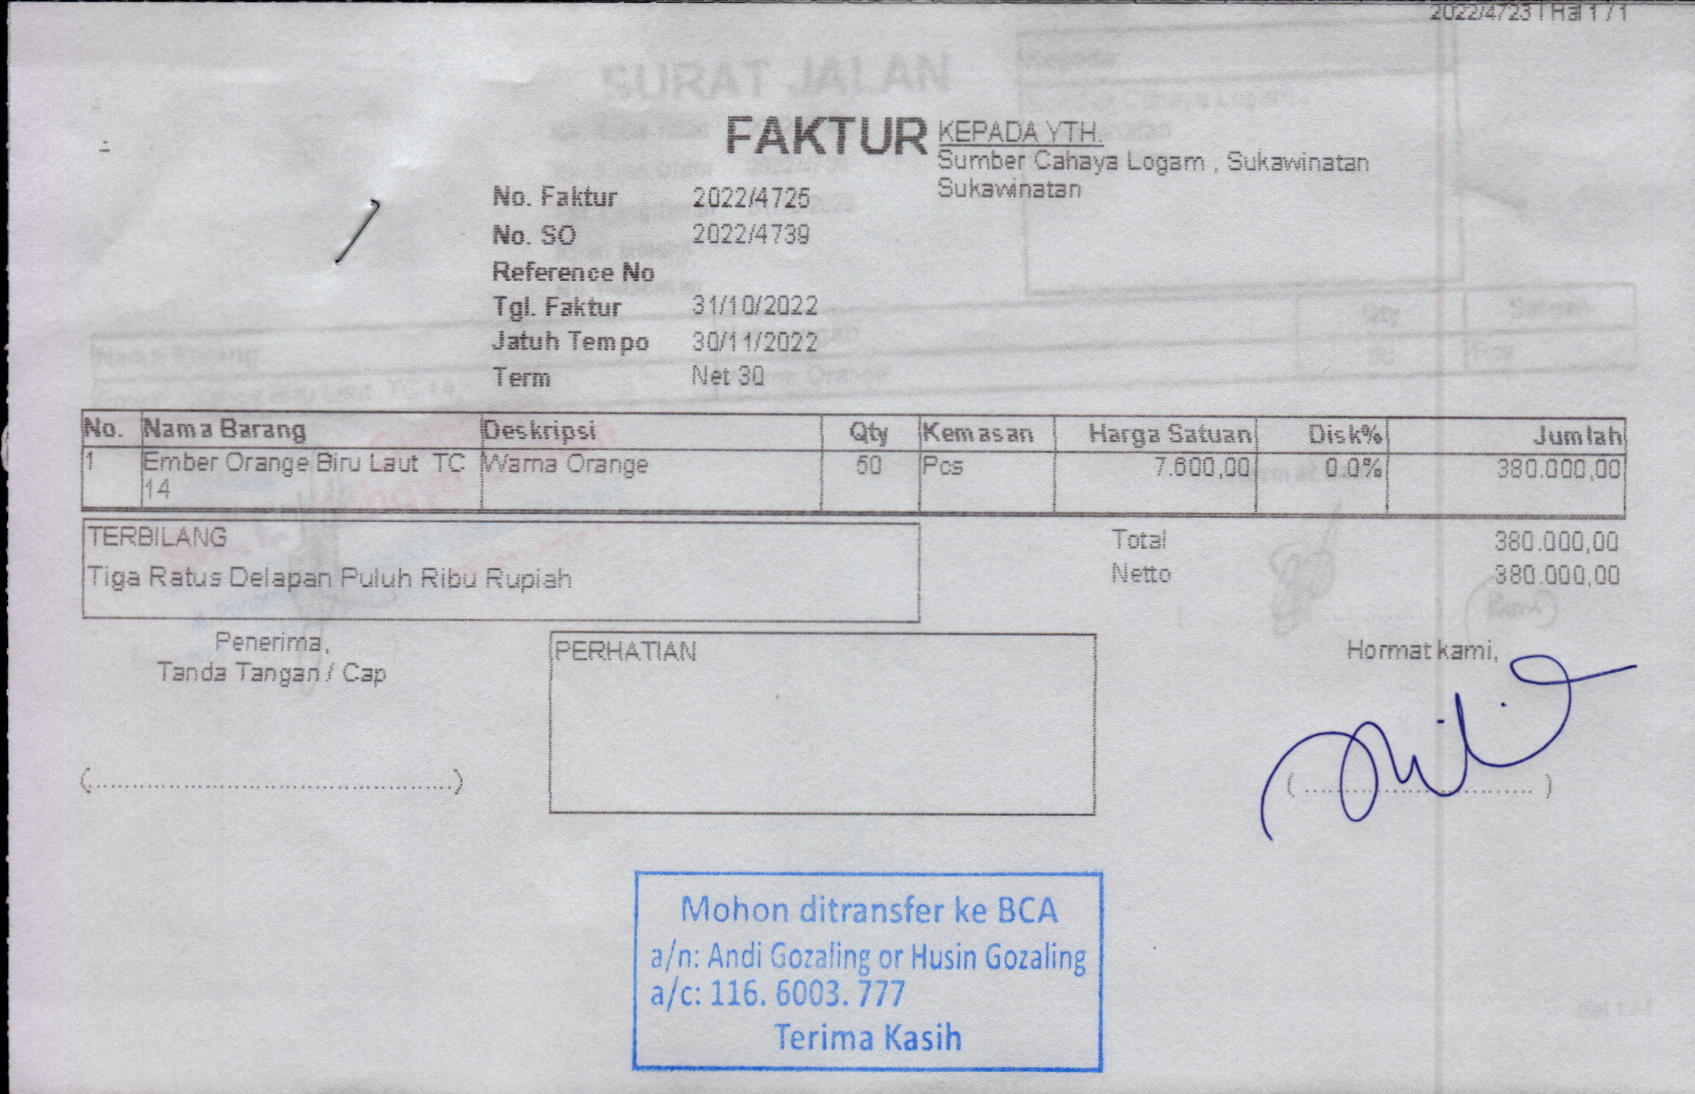 2022/4723 | Hal 1 / 1
SURAT JALAN
FAKTUR
KEPADA YTH.
Sumber Cahaya Logam , Sukawinatan
Sukawinatan
No. Faktur 2022/4725
No. SO 2022/4739
Reference No
Tgl. Faktur 31/10/2022
Jatuh Tempo 30/11/2022
Term Net 30
No. Nama Barang Deskripsi Qty Kemasan Harga Satuan Disk% Jumlah
1 Ember Orange Biru Laut TC Warna Orange 50 Pcs 7.600,00 0.0% 380.000,00
14
TERBILANG
Tiga Ratus Delapan Puluh Ribu Rupiah
Total 380.000,00
Netto 380.000,00
Penerima,
Tanda Tangan / Cap
PERHATIAN
Hormat kami,
(................................................)
( ................................ )
Mohon ditransfer ke BCA
a/n: Andi Gozaling or Husin Gozaling
a/c: 116. 6003. 777
Terima Kasih